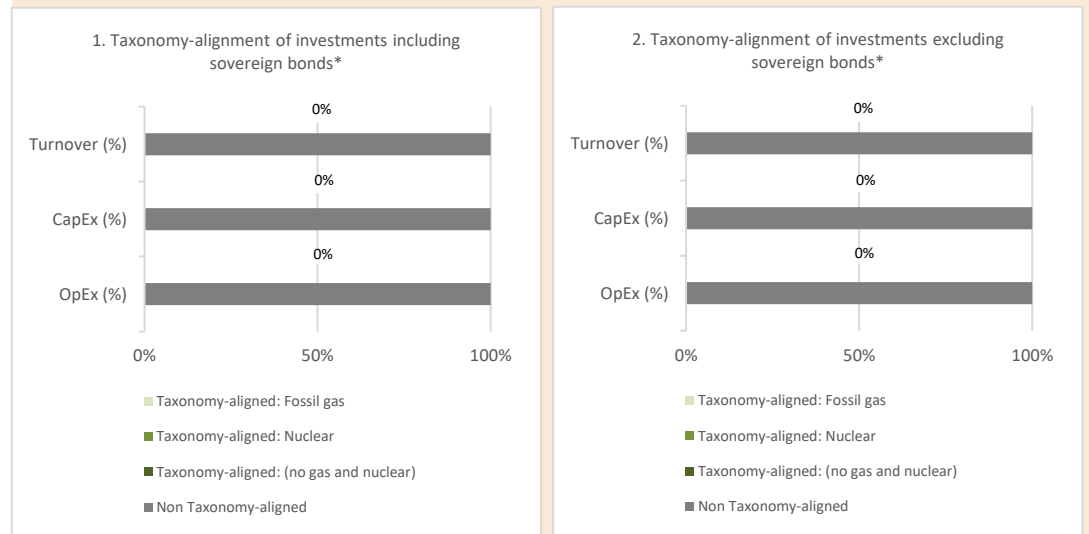 1. Taxonomy-alignment of investments including
sovereign bonds*
0%
Turnover (%)
0%
CapEx (%)
0%
OpEx (%)
0% 50% 100%
Taxonomy-aligned: Fossil gas
Taxonomy-aligned: Nuclear
Taxonomy-aligned: (no gas and nuclear)
Non Taxonomy-aligned
2. Taxonomy-alignment of investments excluding
sovereign bonds*
0%
Turnover (%)
0%
CapEx (%)
0%
OpEx (%)
0% 50% 100%
Taxonomy-aligned: Fossil gas
Taxonomy-aligned: Nuclear
Taxonomy-aligned: (no gas and nuclear)
Non Taxonomy-aligned